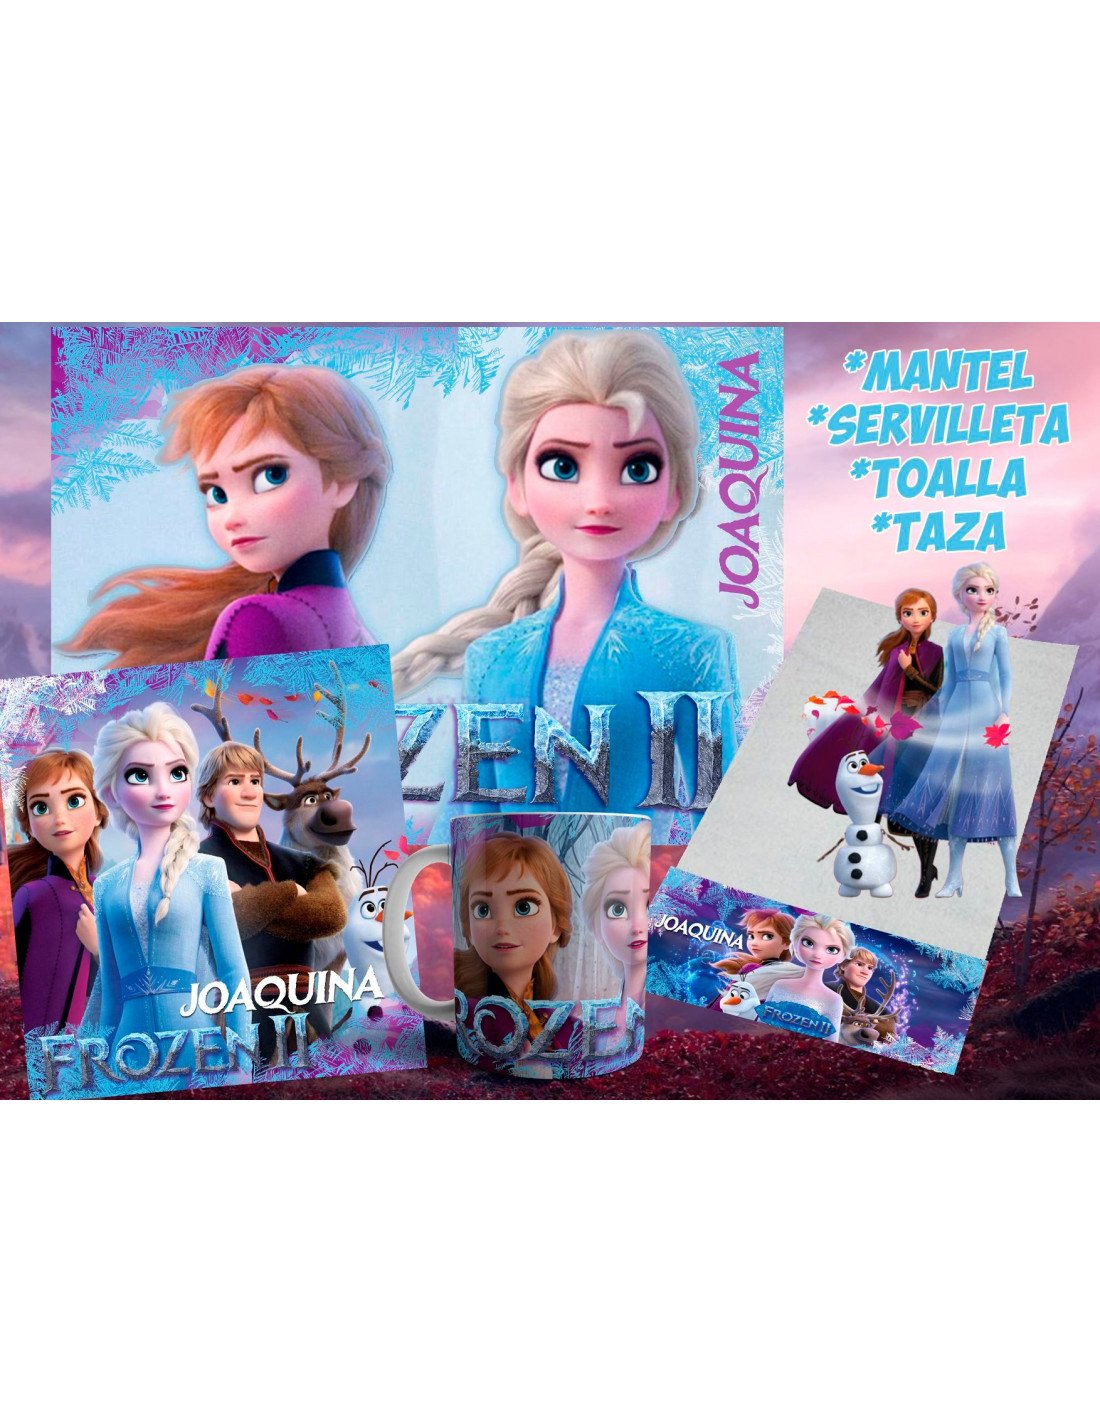 *MANTEL
*SERVILLETA
*TOALLA
*TAZA
JOAQUINA
ZEN II
JOAQUINA
FROZEN II
ROZEN
JOAQUINA
FROZEN II